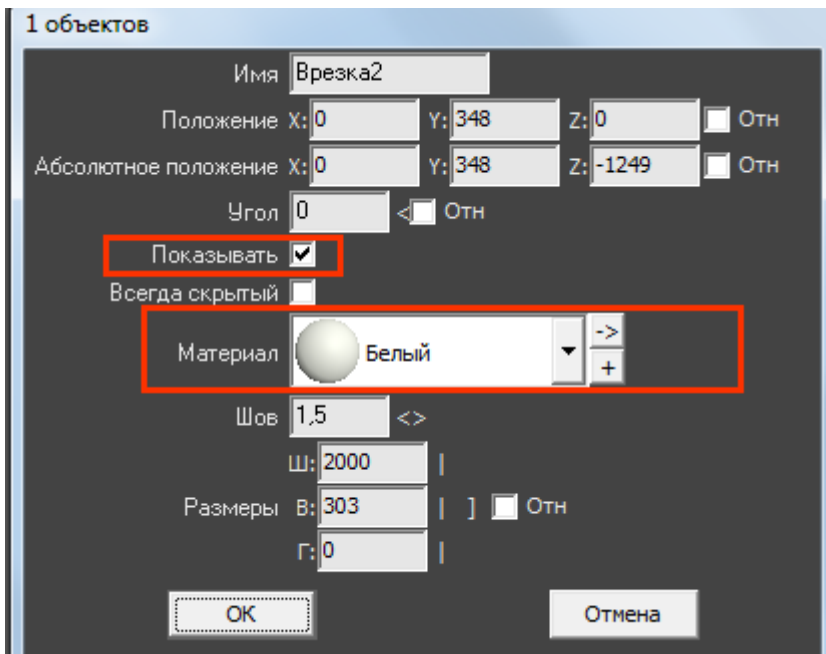 1 объектов
Имя Врезка2
Положение X: 0 Y: 348 Z: 0 Отн
Абсолютное положение X: 0 Y: 348 Z: -1249 Отн
Угол 0 < Отн
Показывать
Всегда скрытый
Материал Белый ->
+
Шов 1,5 <>
Ш: 2000 |
Размеры В: 303 | ] Отн
Г: 0 |
OK Отмена